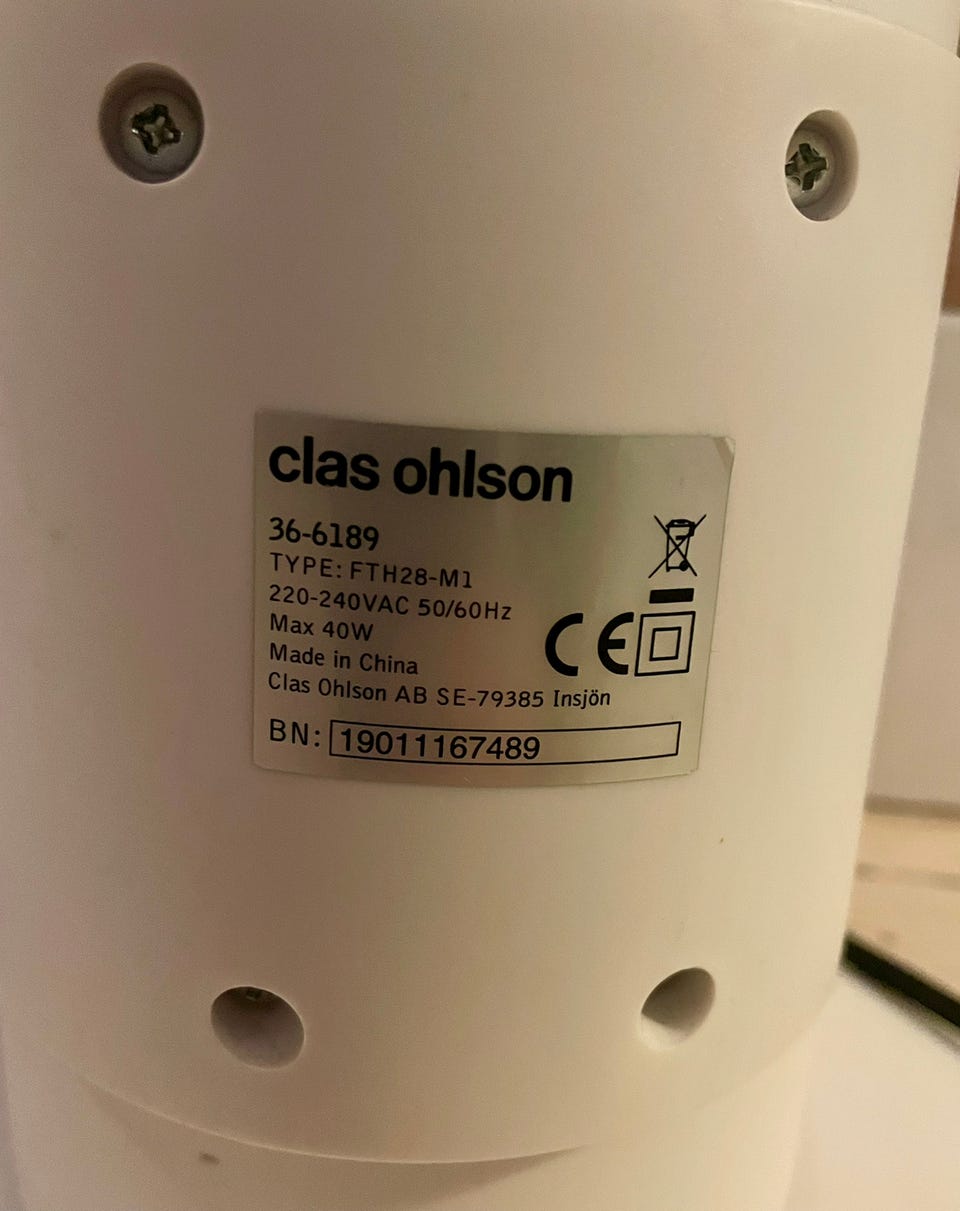 clas ohlson
36-6189
TYPE: FTH28-M1
220-240VAC 50/60Hz
Max 40W
Made in China
Clas Ohlson AB SE-79385 Insjön
CE
BN: 19011167489